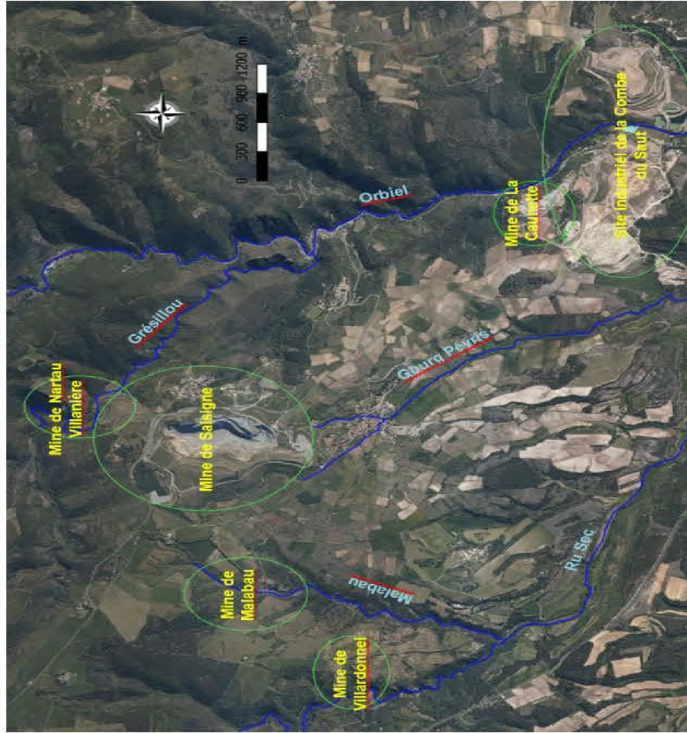 Mine de Nartau
Villanière
Grésillou
Mine de Salsigne
Mine de
Malabau
0 300 600 900 1200 m
Mine de
Villardonnel
Malabau
Orbiel
Gourg Peyris
Mine de La
Caunette
Ru Sec
Site Industriel de la Combe
du Saut